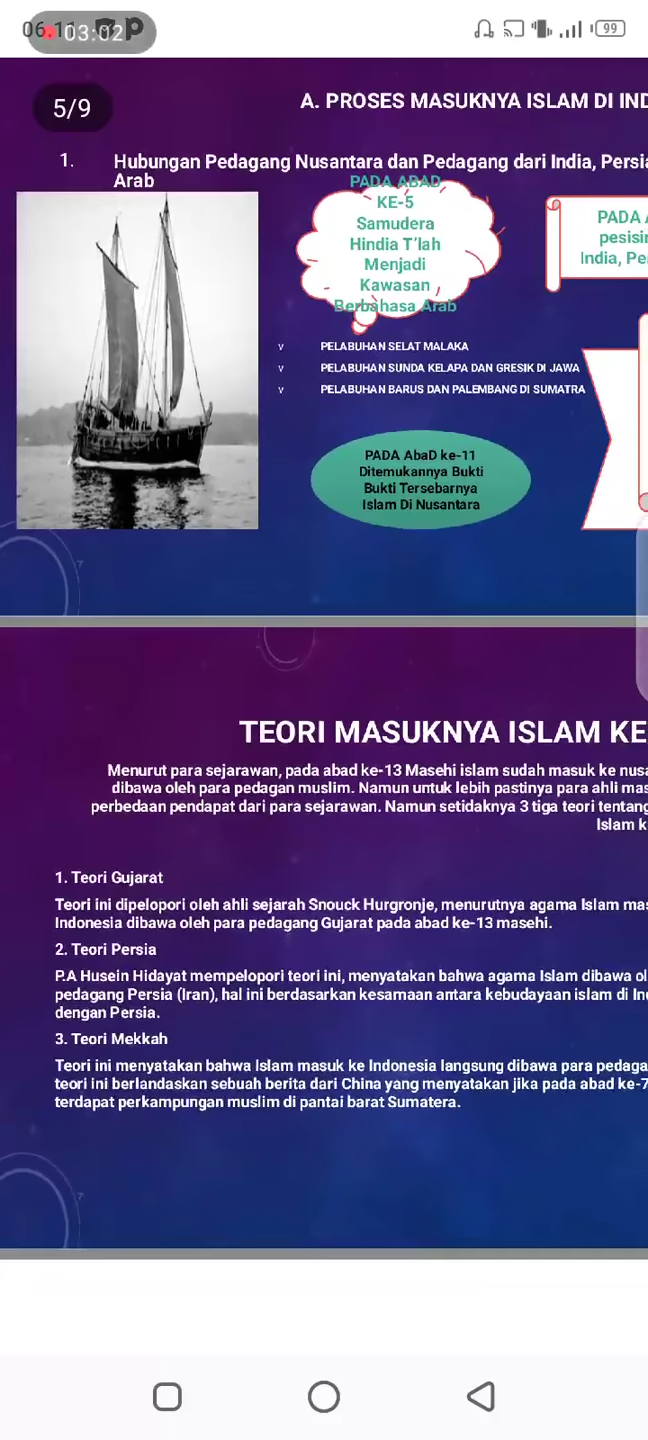 06.11
03:02
99
5/9
A. PROSES MASUKNYA ISLAM DI IND
1. Hubungan Pedagang Nusantara dan Pedagang dari India, Persia
Arab
PADA ABAD
KE-5
Samudera
Hindia T'lah
Menjadi
Kawasan
Berbahasa Arab
PADA A
pesisir
India, Pe
v PELABUHAN SELAT MALAKA
v PELABUHAN SUNDA KELAPA DAN GRESIK DI JAWA
v PELABUHAN BARUS DAN PALEMBANG DI SUMATRA
PADA AbaD ke-11
Ditemukannya Bukti
Bukti Tersebarnya
Islam Di Nusantara
7
TEORI MASUKNYA ISLAM KE
Menurut para sejarawan, pada abad ke-13 Masehi islam sudah masuk ke nusa
dibawa oleh para pedagan muslim. Namun untuk lebih pastinya para ahli mas
perbedaan pendapat dari para sejarawan. Namun setidaknya 3 tiga teori tentang
Islam k
1. Teori Gujarat
Teori ini dipelopori oleh ahli sejarah Snouck Hurgronje, menurutnya agama Islam mas
Indonesia dibawa oleh para pedagang Gujarat pada abad ke-13 masehi.
2. Teori Persia
P.A Husein Hidayat mempelopori teori ini, menyatakan bahwa agama Islam dibawa ol
pedagang Persia (Iran), hal ini berdasarkan kesamaan antara kebudayaan islam di In
dengan Persia.
3. Teori Mekkah
Teori ini menyatakan bahwa Islam masuk ke Indonesia langsung dibawa para pedaga
teori ini berlandaskan sebuah berita dari China yang menyatakan jika pada abad ke-7
terdapat perkampungan muslim di pantai barat Sumatera.
7